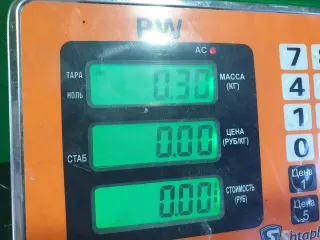 PW
AC
ТАРА
НОЛЬ
0.30
МАССА
(КГ)
7
4
1
0
СТАБ
0.00
ЦЕНА
(РУБ/КГ)
0.00
СТОИМОСТЬ
(РУБ)
Цена
1
Цена
5
Shtapl